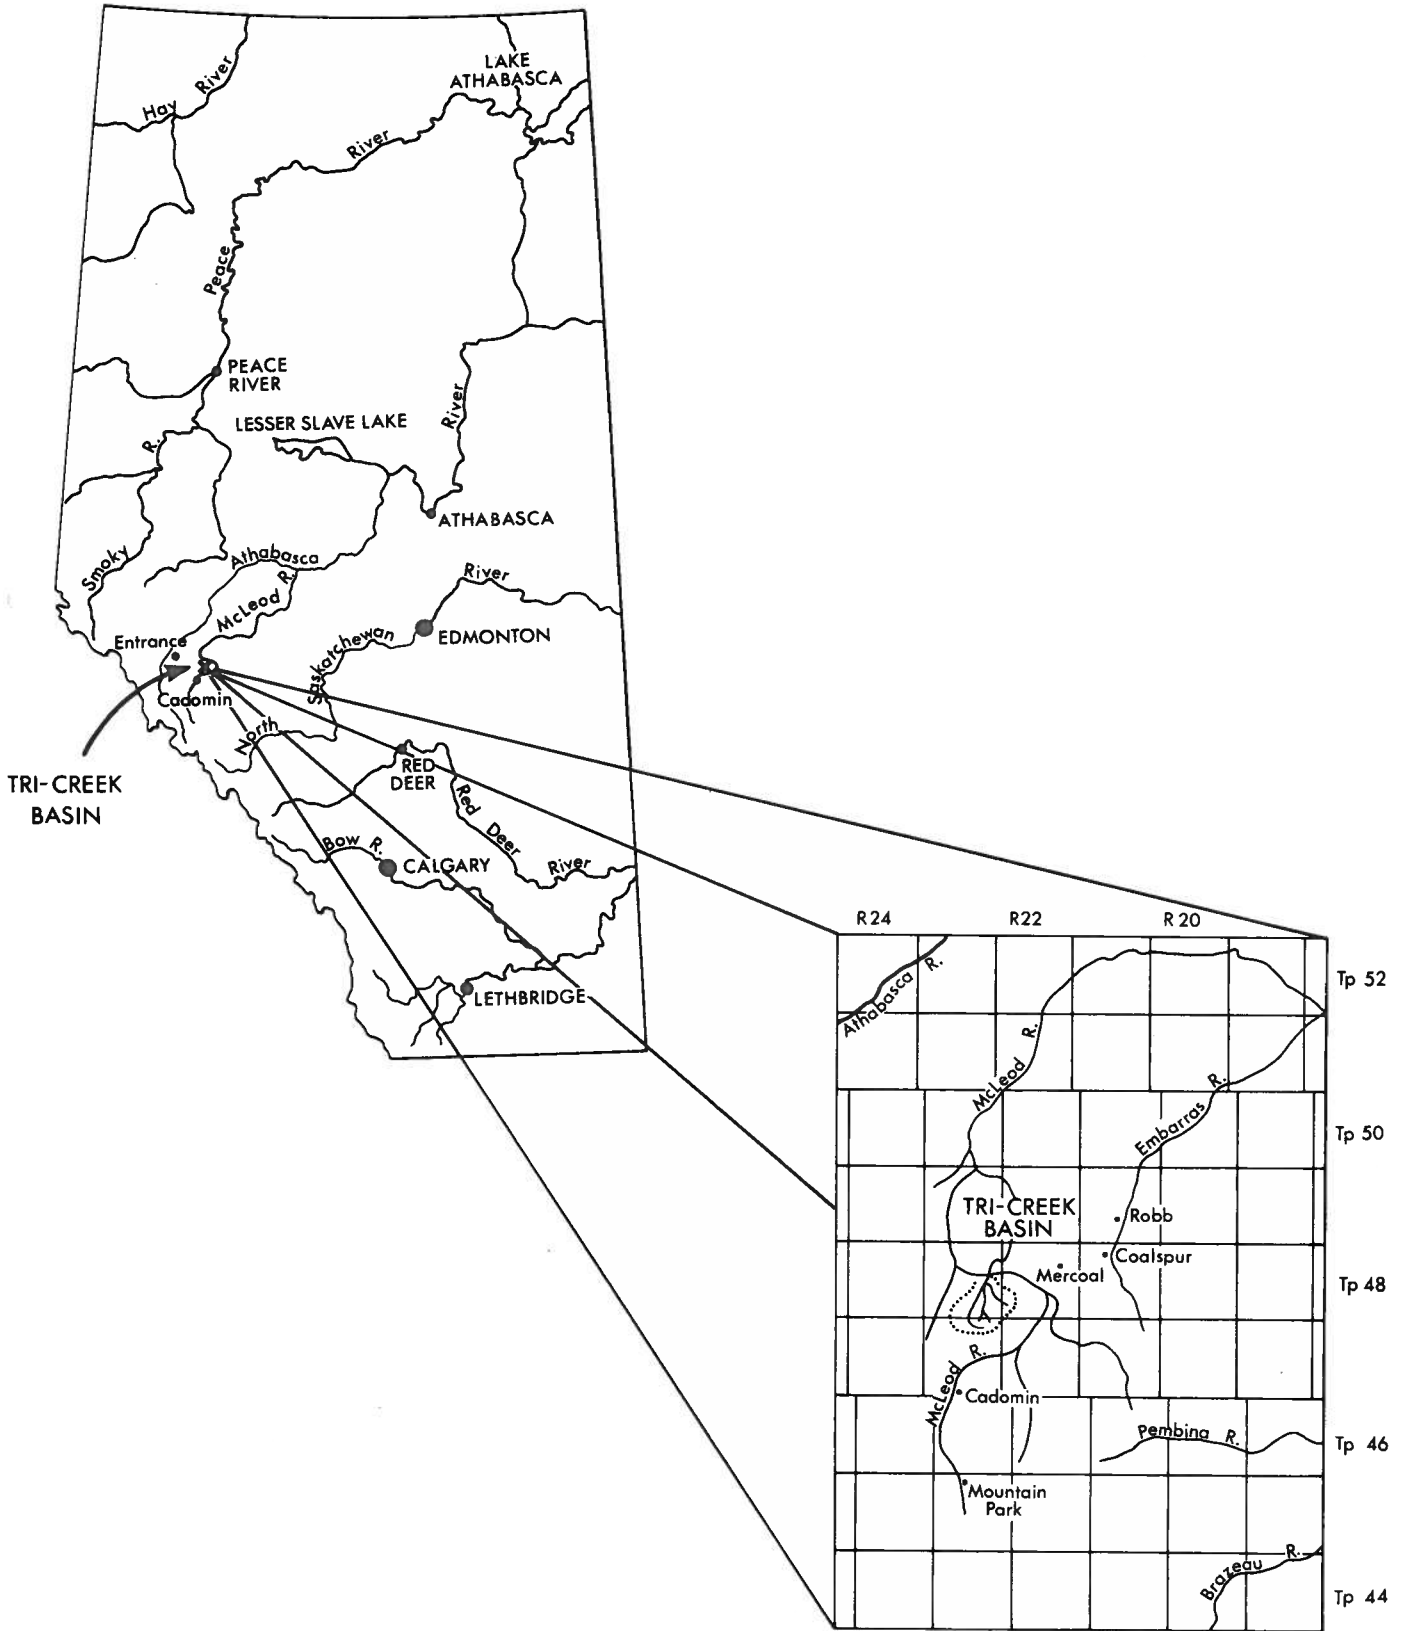 LAKE
ATHABASCA
Hay River
River
Peace
PEACE
RIVER
LESSER SLAVE LAKE
R.
River
ATHABASCA
Smoky
Athabasca
River
McLeod R.
Entrance
Saskatchewan
EDMONTON
Cadomin
North
TRI-CREEK
BASIN
RED
DEER
Red Deer River
Bow R.
CALGARY
LETHBRIDGE
R24 R22 R20
Tp 52
Athabasca R.
McLeod R.
Embarras R.
Tp 50
TRI-CREEK
BASIN
Robb
Coalspur
Mercoal
Tp 48
McLeod R.
Cadomin
Pembina R.
Tp 46
Mountain
Park
Brazeau R.
Tp 44